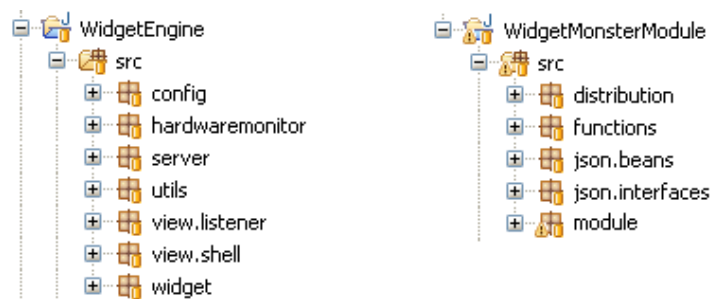 WidgetEngine
src
config
hardwaremonitor
server
utils
view.listener
view.shell
widget
WidgetMonsterModule
src
distribution
functions
json.beans
json.interfaces
module